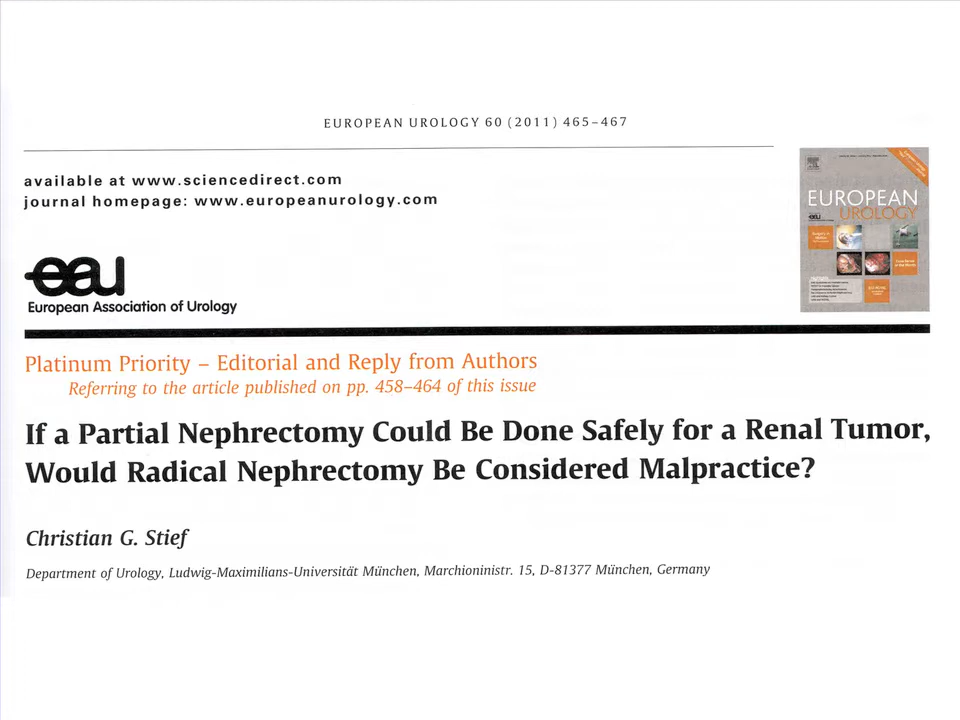 EUROPEAN UROLOGY 60 (2011) 465–467
available at www.sciencedirect.com
journal homepage: www.europeanurology.com
EUROPEAN
UROLOGY
eau
European Association of Urology
Platinum Priority – Editorial and Reply from Authors
Referring to the article published on pp. 458–464 of this issue
If a Partial Nephrectomy Could Be Done Safely for a Renal Tumor,
Would Radical Nephrectomy Be Considered Malpractice?
Christian G. Stief
Department of Urology, Ludwig-Maximilians-Universität München, Marchioninistr. 15, D-81377 München, Germany